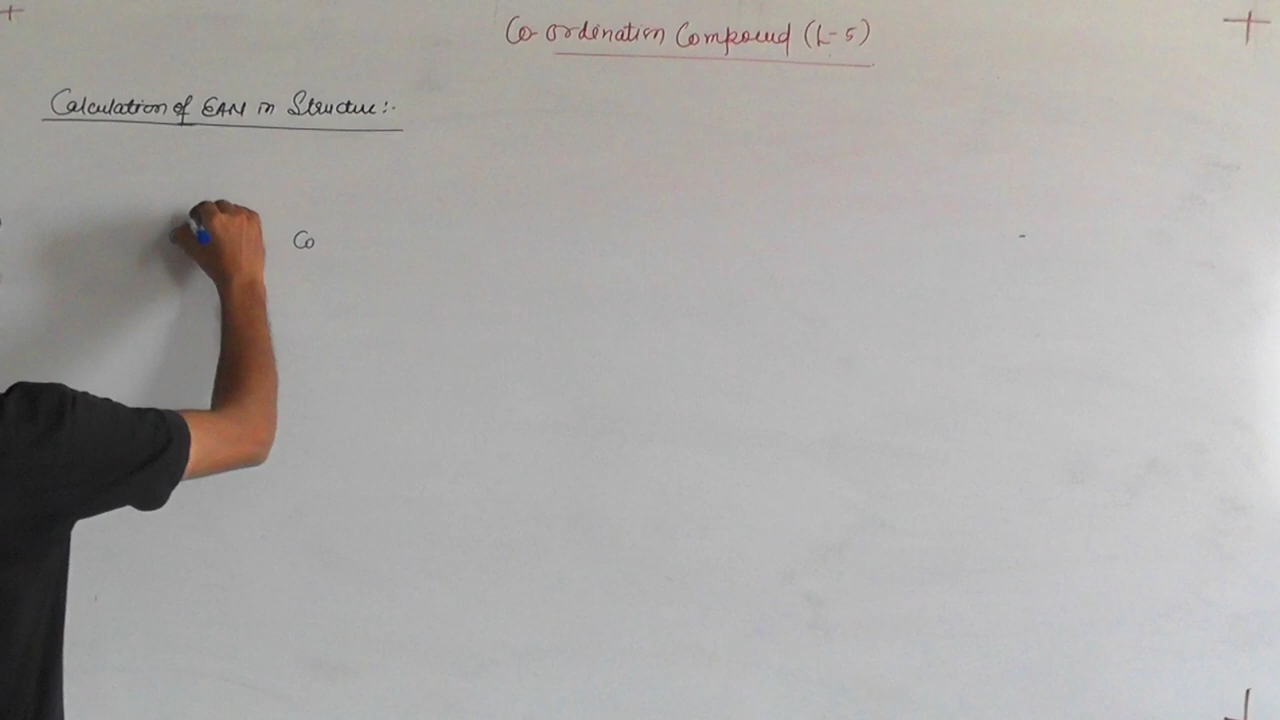 Co-ordination Compound (L-5)
Calculation of EAN in Structure:-
Co